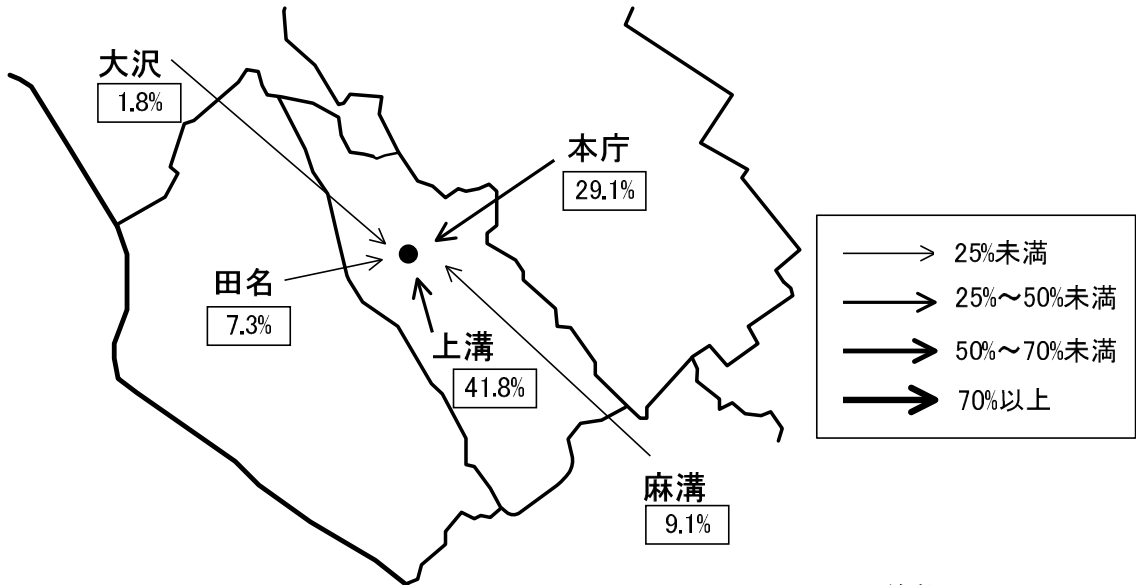 大沢
1.8%
本庁
29.1%
田名
7.3%
上溝
41.8%
麻溝
9.1%
25%未満
25%～50%未満
50%～70%未満
70%以上